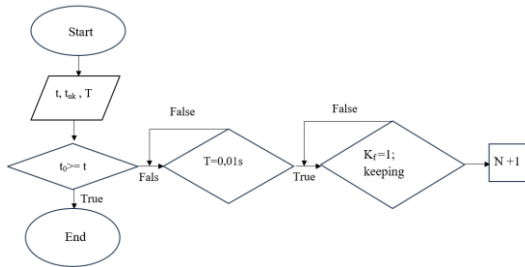 Start
t, tnk , T
False
False
t0>= t
Fals
T=0,01s
True
Kf=1;
keeping
N +1
True
End